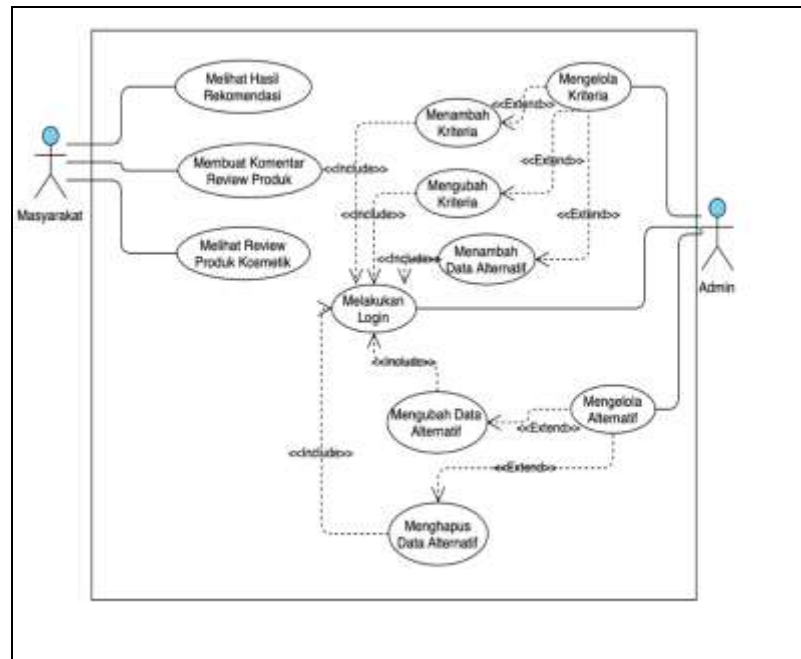 Melihat Hasil
Rekomendasi
Mengelola
Kriteria
<<Extend>>
Menambah
Kriteria
Membuat Komentar
Review Produk
<<Include>>
<<Extend>>
Mengubah
Kriteria
Masyarakat
<<Include>>
<<Include>>
<<Extend>>
Melihat Review
Produk Kosmetik
<<Include>>
Menambah
Data Alternatif
Admin
Melakukan
Login
<<Include>>
Mengubah Data
Alternatif
Mengelola
Alternatif
<<Extend>>
<<Include>>
<<Extend>>
Menghapus
Data Alternatif